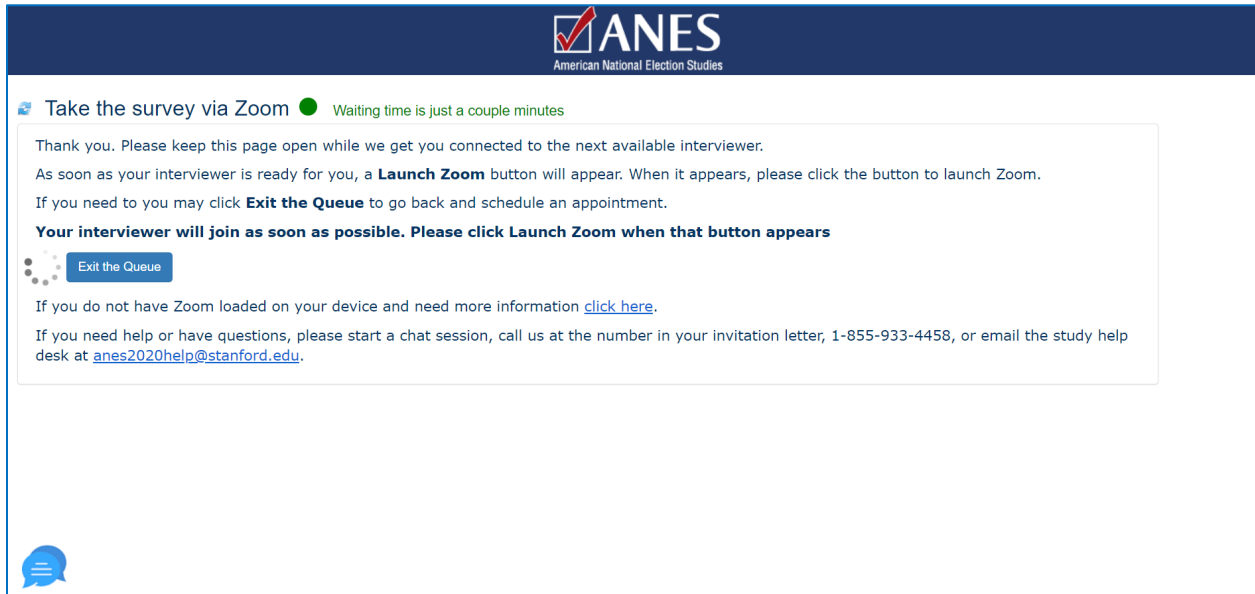 ANES
American National Election Studies
Take the survey via Zoom Waiting time is just a couple minutes
Thank you. Please keep this page open while we get you connected to the next available interviewer.
As soon as your interviewer is ready for you, a Launch Zoom button will appear. When it appears, please click the button to launch Zoom.
If you need to you may click Exit the Queue to go back and schedule an appointment.
Your interviewer will join as soon as possible. Please click Launch Zoom when that button appears
Exit the Queue
If you do not have Zoom loaded on your device and need more information click here.
If you need help or have questions, please start a chat session, call us at the number in your invitation letter, 1-855-933-4458, or email the study help
desk at anes2020help@stanford.edu.